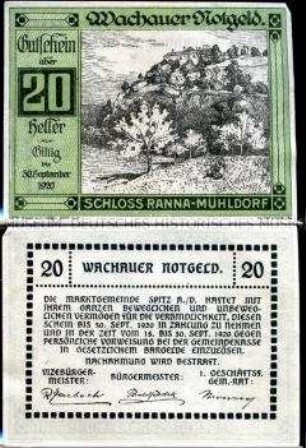 Wachauer Notgeld.
Gutschein
über
20
Heller
Giltig
bis
30. September
1920
SCHLOSS RANNA-MÜHLDORF
20 WACHAUER NOTGELD. 20
DIE MARKTGEMEINDE SPITZ A./D. HAFTET MIT
IHREM GANZEN BEWEGLICHEN UND UNBEWEG-
LICHEN VERMÖGEN FÜR DIE VERBINDLICHKEIT, DIESEN
SCHEIN BIS 30. SEPT. 1920 IN ZAHLUNG ZU NEHMEN
UND IN DER ZEIT VOM 15. BIS 30. SEPT. 1920 GEGEN
PERSÖNLICHE VORWEISUNG BEI DER GEMEINDEKASSE
IN GESETZLICHEM BARGELDE EINZULÖSEN.
NACHAHMUNG WIRD BESTRAFT.
VIZEBÜRGER-
MEISTER: BÜRGERMEISTER: 1. GESCHÄFTS.
GEM.-RAT: